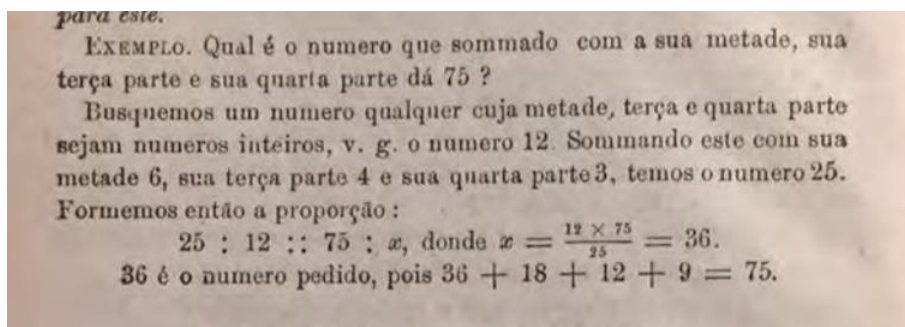 para este.
EXEMPLO. Qual é o numero que sommado com a sua metade, sua
terça parte e sua quarta parte dá 75 ?
Busquemos um numero qualquer cuja metade, terça e quarta parte
sejam numeros inteiros, v. g. o numero 12. Sommando este com sua
metade 6, sua terça parte 4 e sua quarta parte 3, temos o numero 25.
Formemos então a proporção :
25 : 12 :: 75 : x, donde x = 12 × 75 / 25 = 36.
36 é o numero pedido, pois 36 + 18 + 12 + 9 = 75.